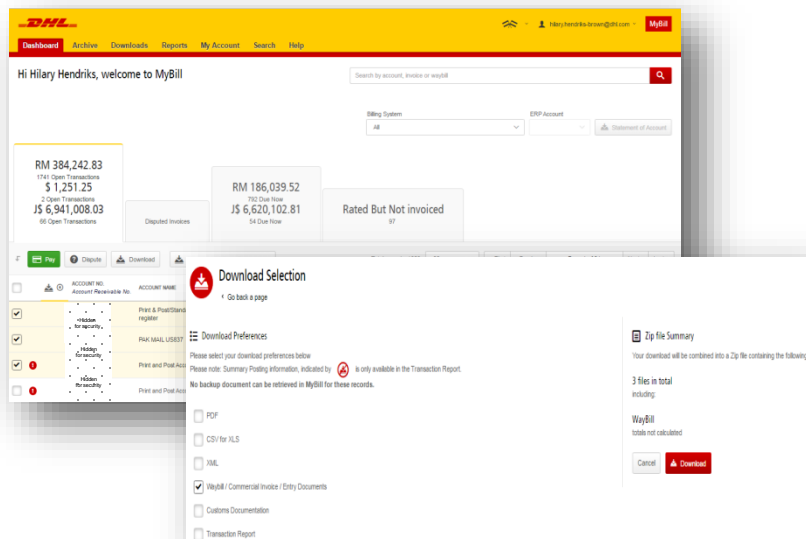 DHL
hilary.hendriks-brown@dhl.com
MyBill
Dashboard Archive Downloads Reports My Account Search Help
Hi Hilary Hendriks, welcome to MyBill
Search by account, invoice or waybill
Billing System
ERP Account
All
Statement of Account
RM 384,242.83
1741 Open Transactions
$ 1,251.25
2 Open Transactions
J$ 6,941,008.03
66 Open Transactions
Disputed Invoices
RM 186,039.52
782 Due Now
J$ 6,620,102.81
54 Due Now
Rated But Not invoiced
97
Pay Dispute Download
ACCOUNT NO.
Account Receivable No.
ACCOUNT NAME
Print & Post/Stand
register
<Hidden
for security
PAK MAIL US837
Hidden
for security
Print and Post Acc
Hidden
for security
Print and Post Acc
Download Selection
Go back a page
Download Preferences
Please select your download preferences below
Please note: Summary Posting information, indicated by is only available in the Transaction Report.
No backup document can be retrieved in MyBill for these records.
PDF
CSV for XLS
XML
Waybill / Commercial Invoice / Entry Documents
Customs Documentation
Transaction Report
Zip file Summary
Your download will be combined into a Zip file containing the following
3 files in total
including:
WayBill
totals not calculated
Cancel Download